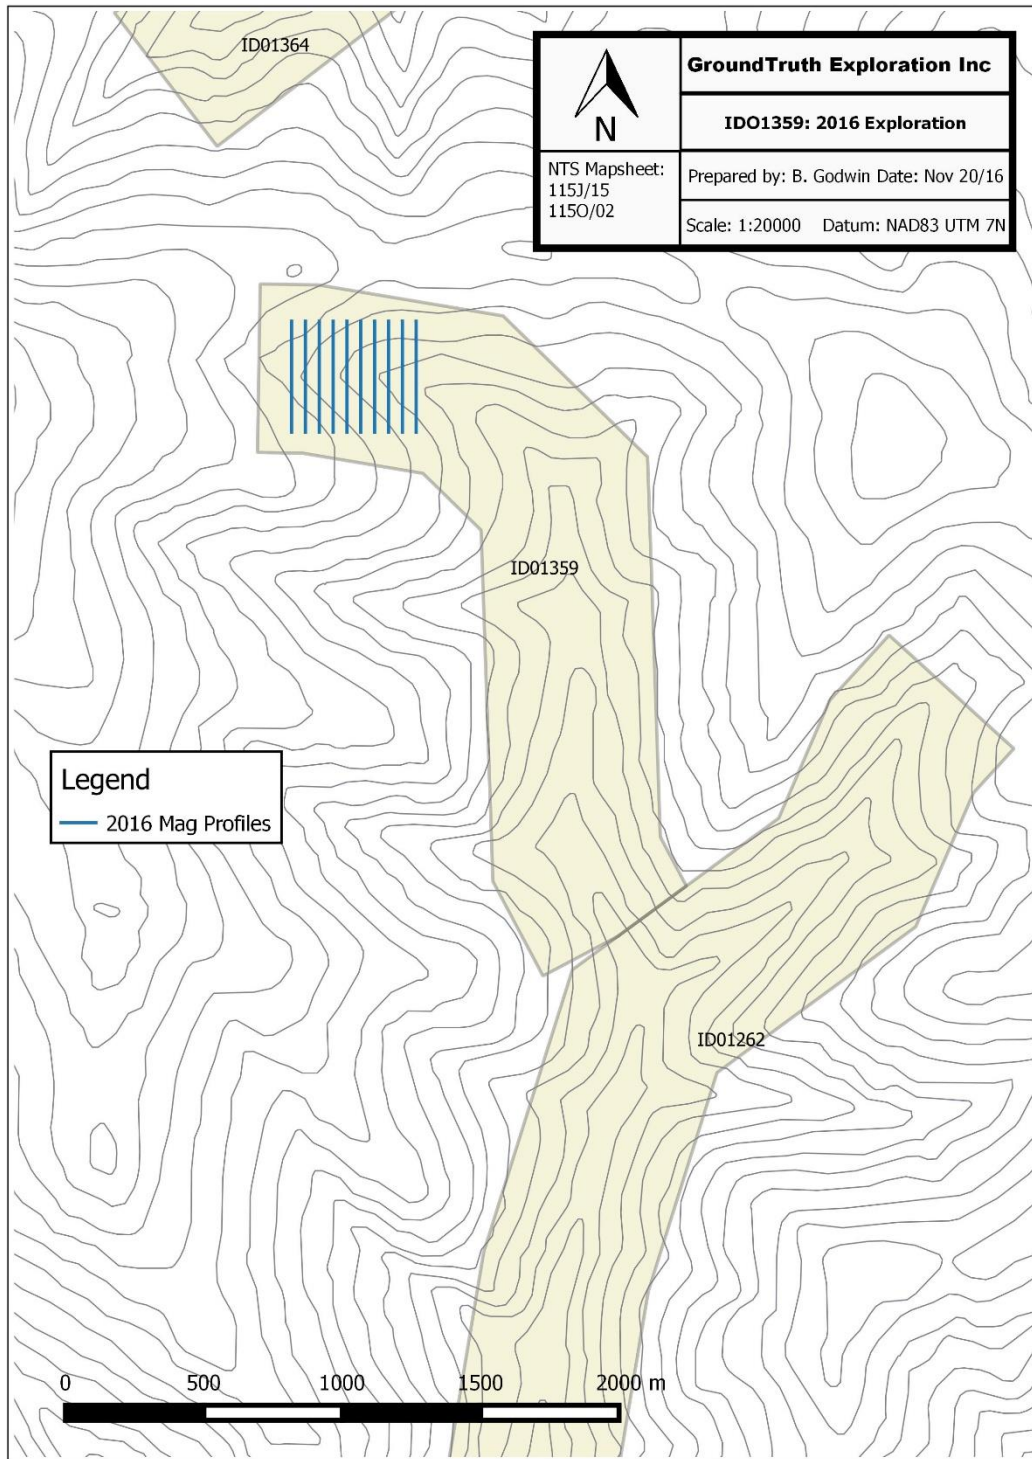 ID01364
GroundTruth Exploration Inc
IDO1359: 2016 Exploration
N
NTS Mapsheet:
115J/15
115O/02
Prepared by: B. Godwin Date: Nov 20/16
Scale: 1:20000 Datum: NAD83 UTM 7N
ID01359
Legend
2016 Mag Profiles
ID01262
0 500 1000 1500 2000 m